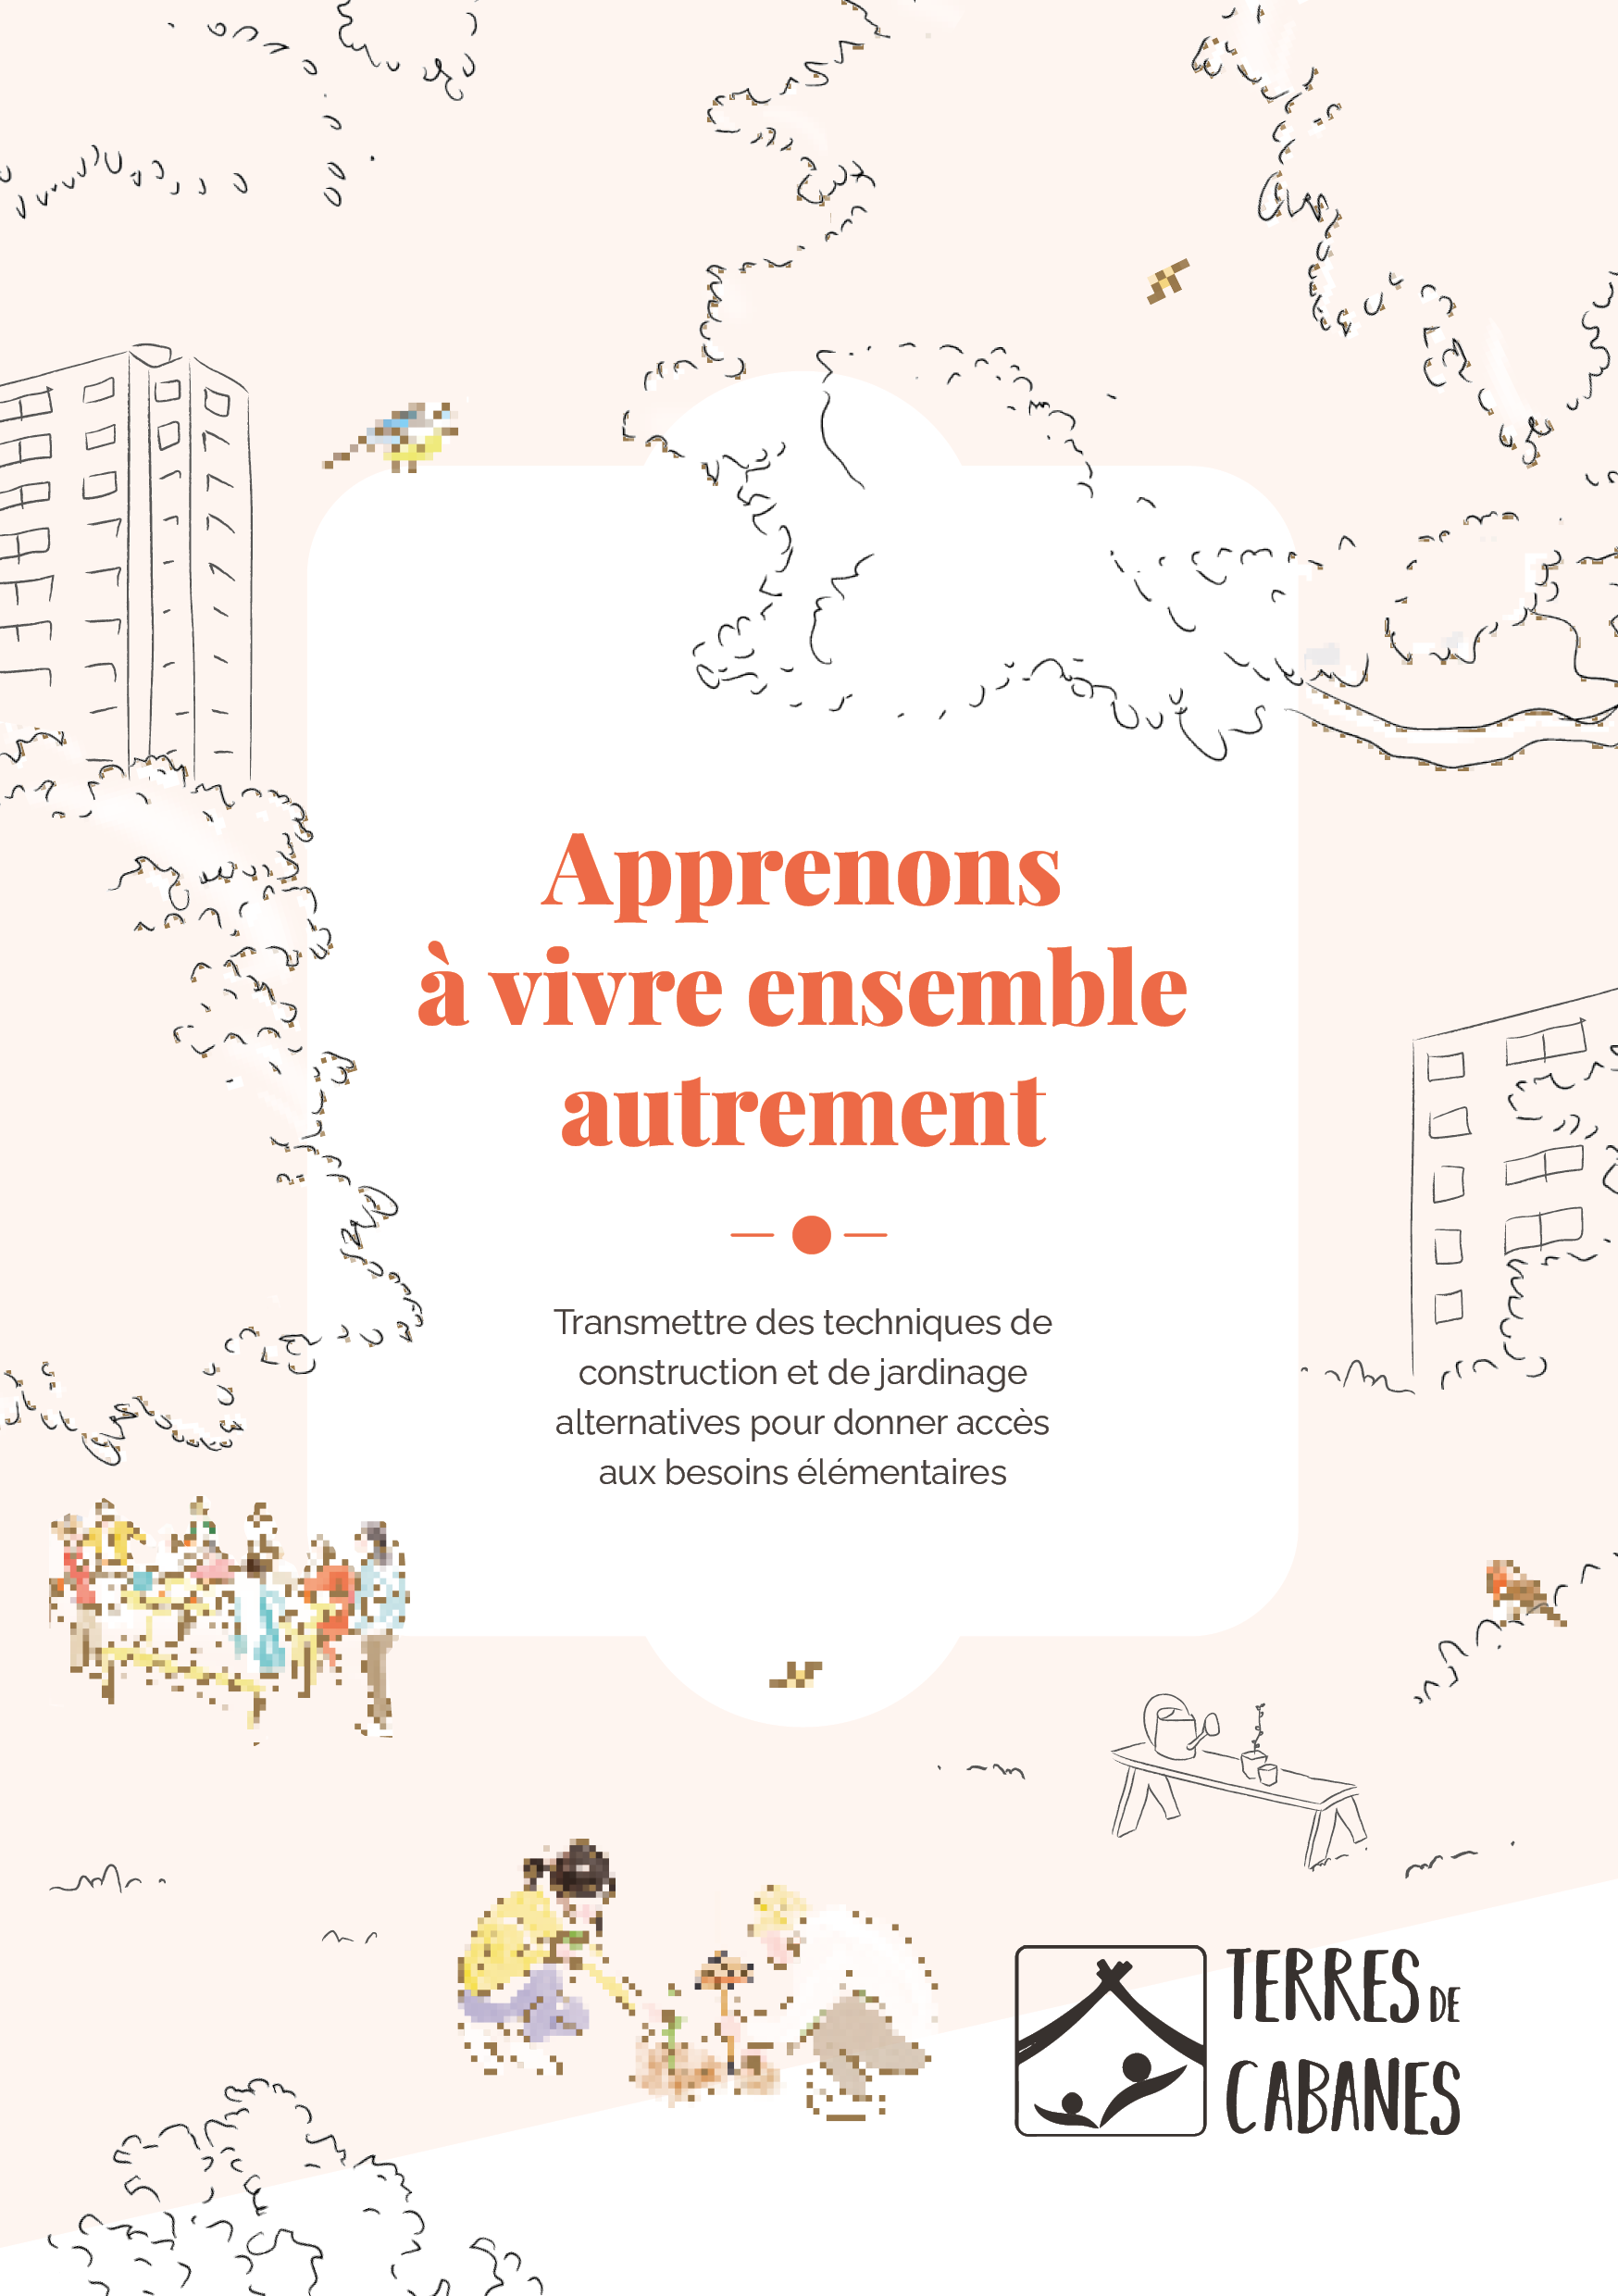 Apprenons
à vivre ensemble
autrement
Transmettre des techniques de
construction et de jardinage
alternatives pour donner accès
aux besoins élémentaires
TERRES DE
CABANES